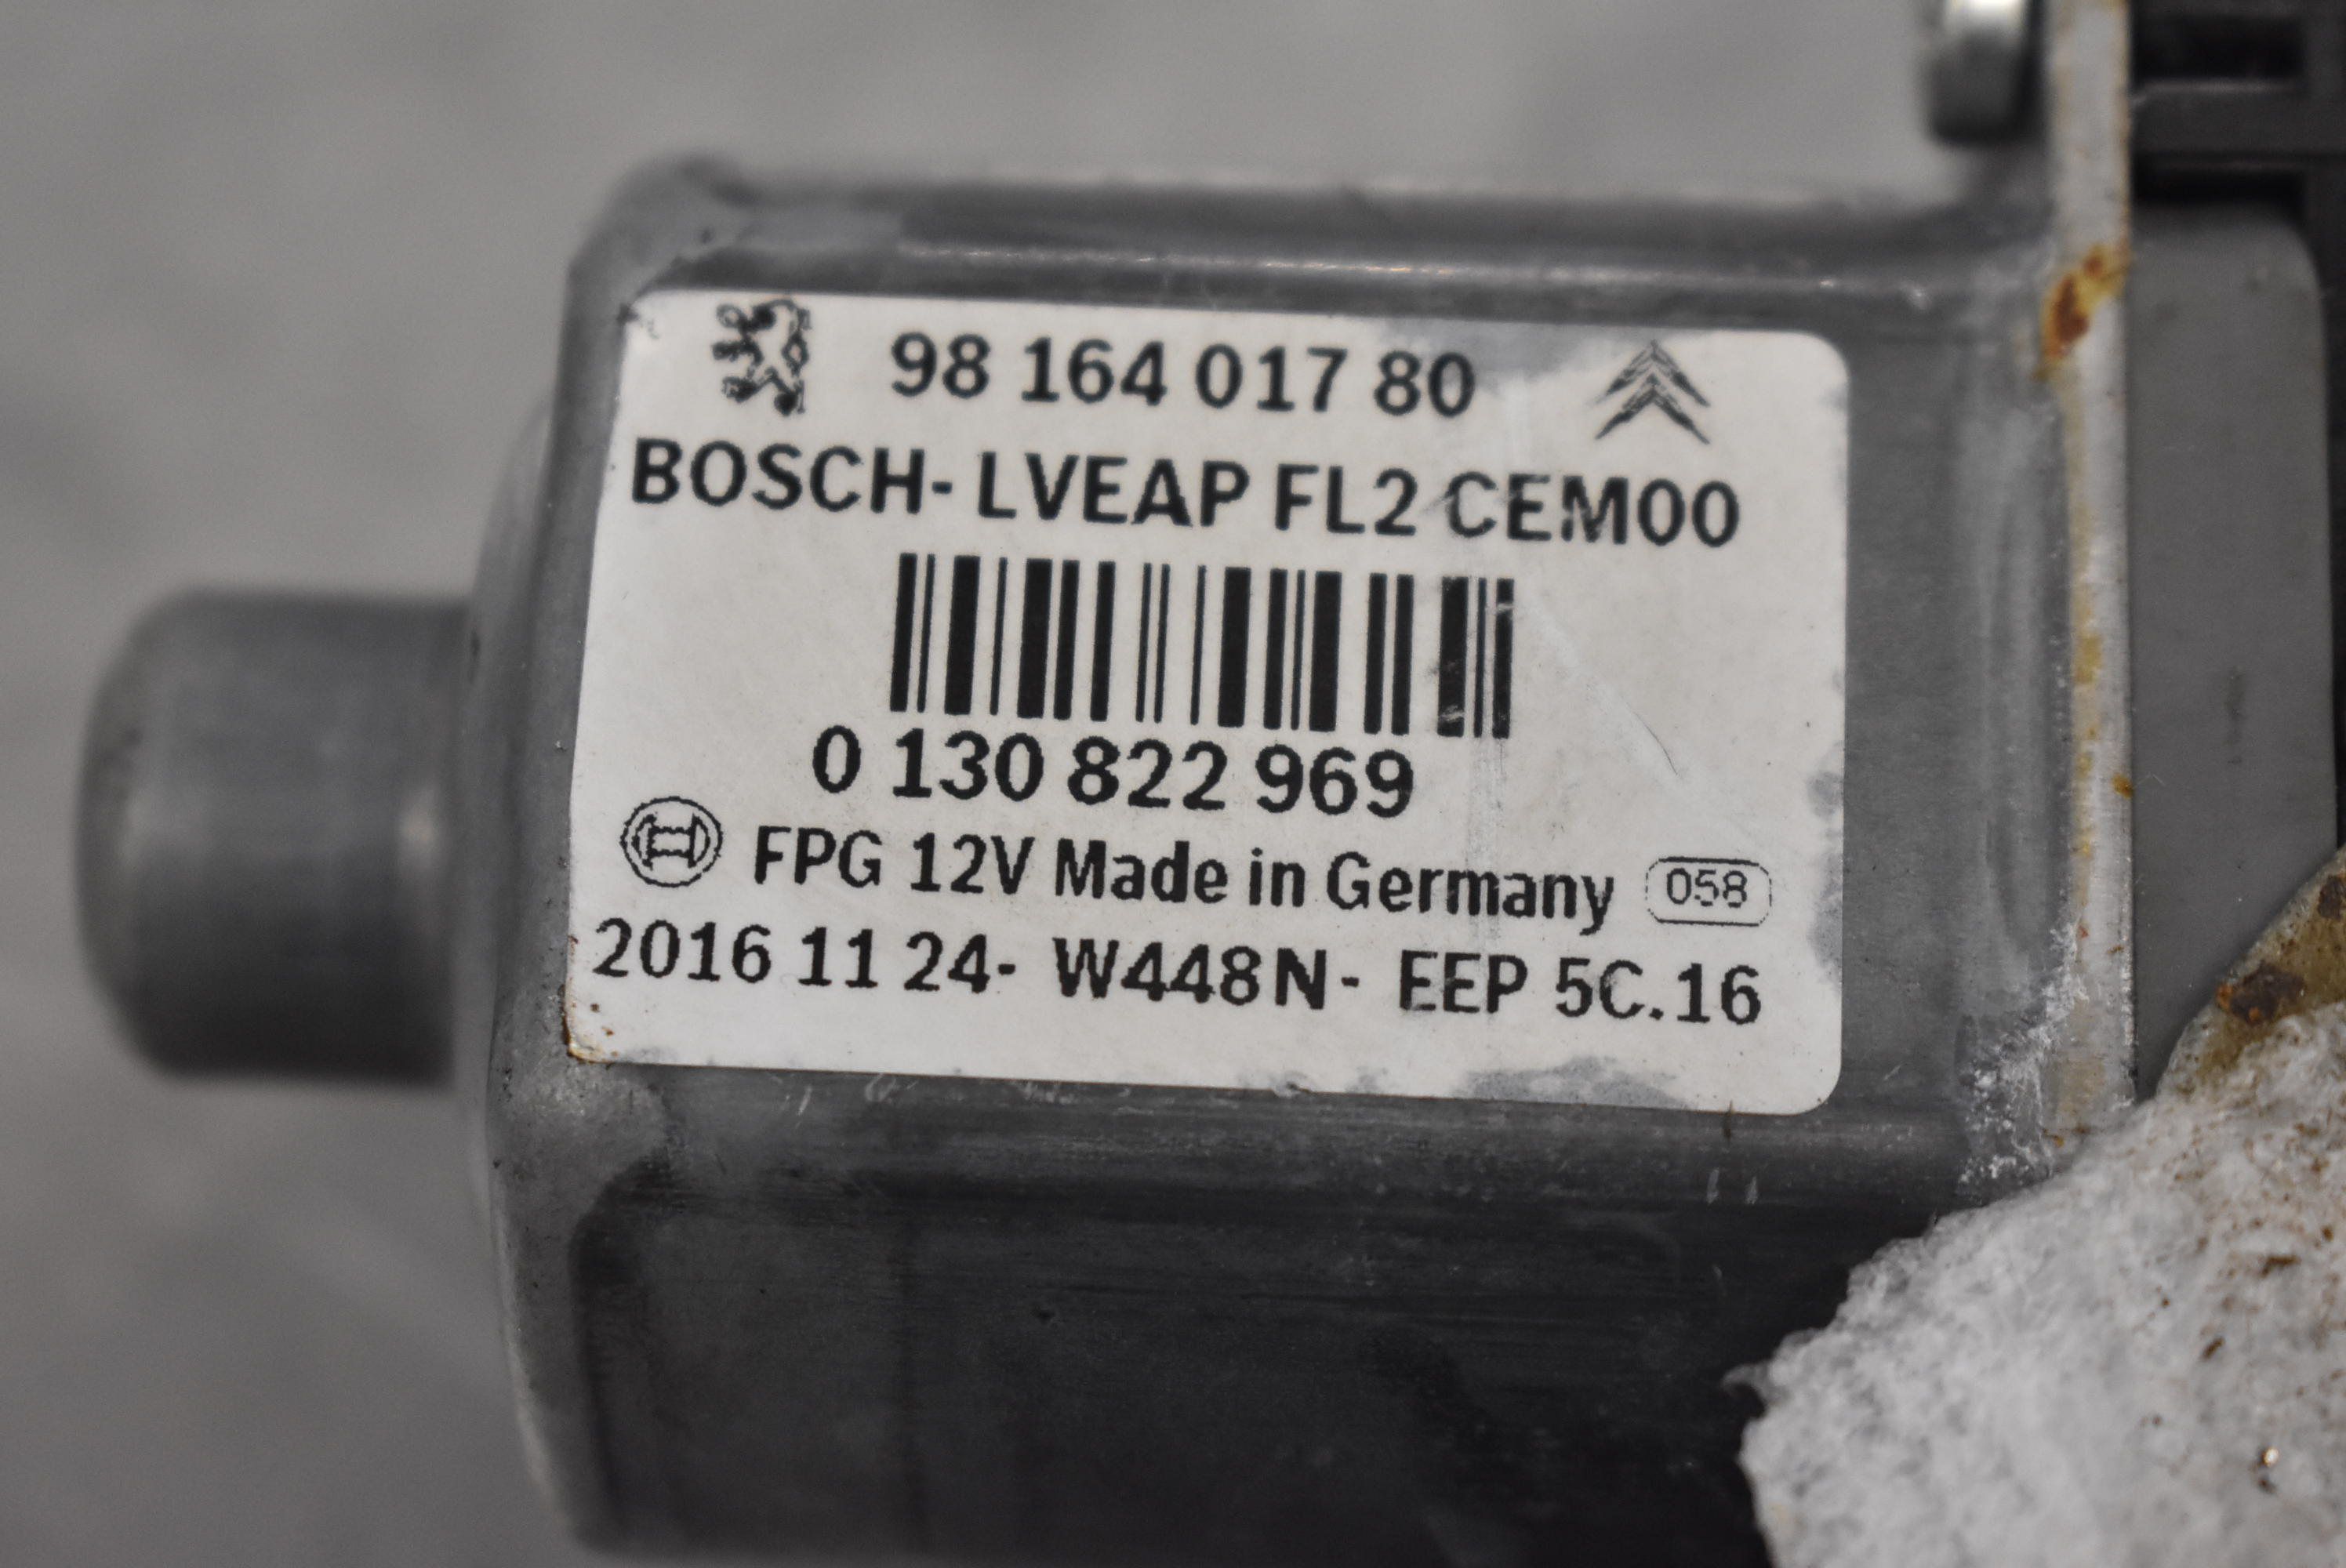 98 164 017 80
BOSCH- LVEAP FL2 CEM00
0 130 822 969
FPG 12V Made in Germany 058
2016 11 24- W448N- EEP 5C.16